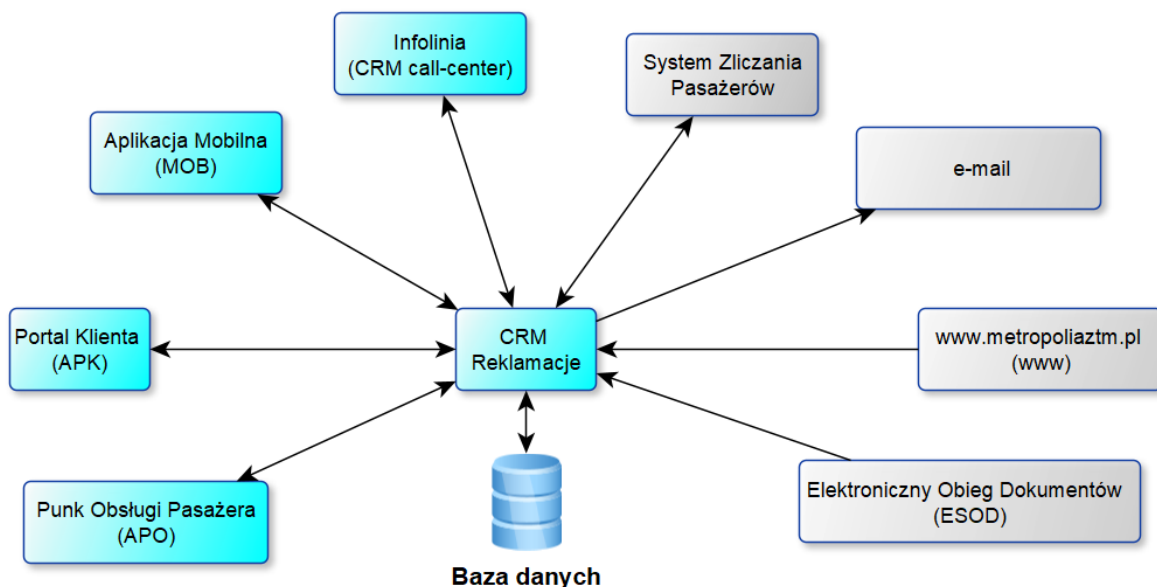 Infolinia
(CRM call-center)
System Zliczania
Pasażerów
Aplikacja Mobilna
(MOB)
e-mail
Portal Klienta
(APK)
CRM
Reklamacje
www.metropoliaztm.pl
(www)
Punk Obsługi Pasażera
(APO)
Elektroniczny Obieg Dokumentów
(ESOD)
Baza danych